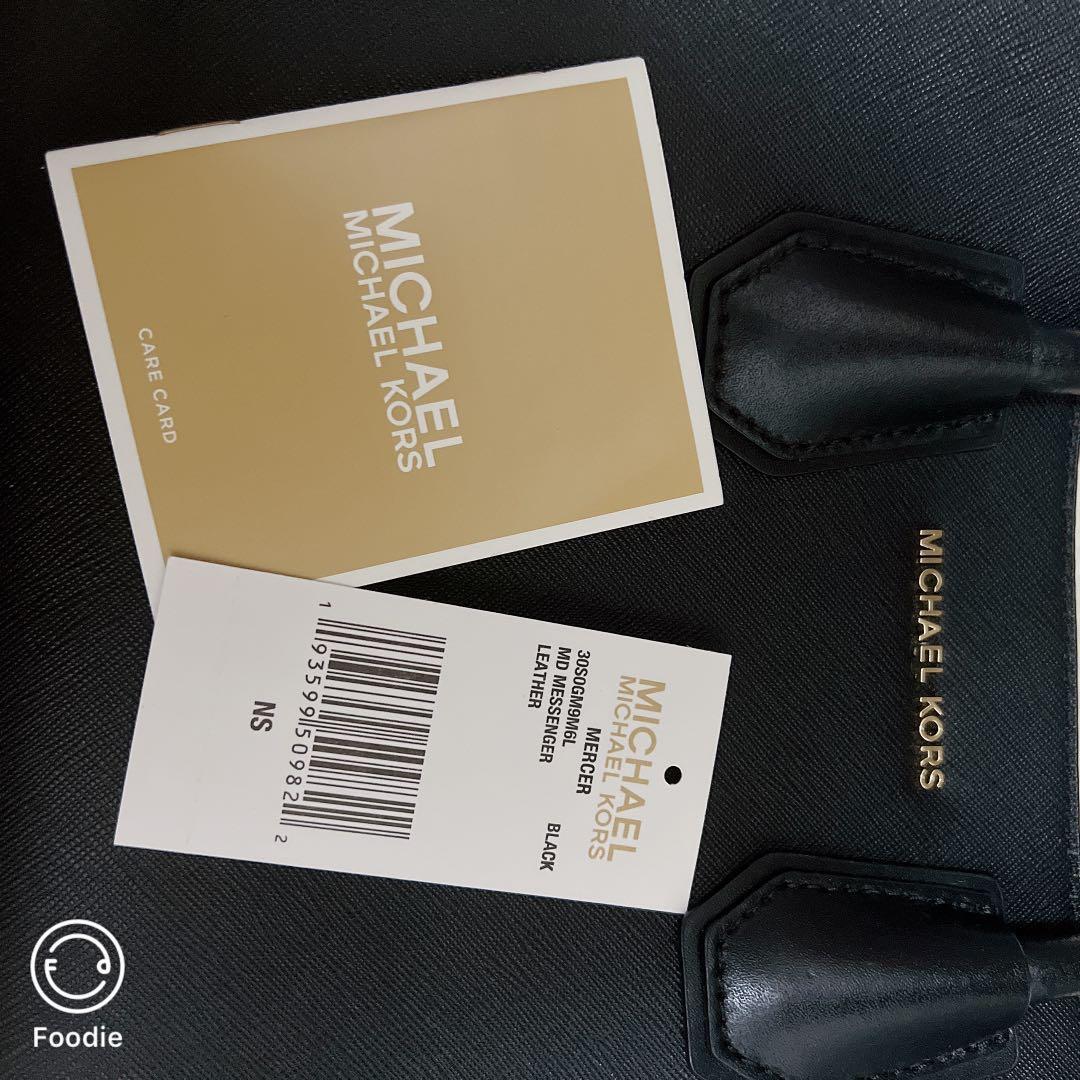 MICHAEL
MICHAEL KORS
CARE CARD
MICHAEL KORS
MICHAEL
MICHAEL KORS
MERCER
30S0GM9M6L
MD MESSENGER BLACK
LEATHER
1 93599 50982 2
NS
Foodie